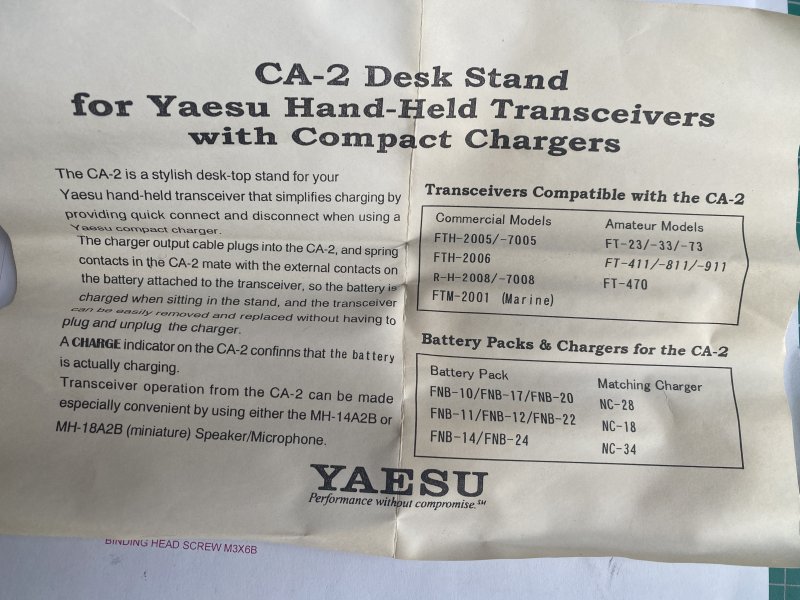 CA-2 Desk Stand
for Yaesu Hand-Held Transceivers
with Compact Chargers
The CA-2 is a stylish desk-top stand for your
Yaesu hand-held transceiver that simplifies charging by
providing quick connect and disconnect when using a
Yaesu compact charger.
The charger output cable plugs into the CA-2, and spring
contacts in the CA-2 mate with the external contacts on
the battery attached to the transceiver, so the battery is
charged when sitting in the stand, and the transceiver
can be easily removed and replaced without having to
plug and unplug the charger.
A CHARGE indicator on the CA-2 confinns that the battery
is actually charging.
Transceiver operation from the CA-2 can be made
especially convenient by using either the MH-14A2B or
MH-18A2B (miniature) Speaker/Microphone.
Transceivers Compatible with the CA-2
Commercial Models Amateur Models
FTH-2005/-7005 FT-23/-33/-73
FTH-2006 FT-411/-811/-911
R-H-2008/-7008 FT-470
FTM-2001 (Marine)
Battery Packs & Chargers for the CA-2
Battery Pack Matching Charger
FNB-10/FNB-17/FNB-20 NC-28
FNB-11/FNB-12/FNB-22 NC-18
FNB-14/FNB-24 NC-34
YAESU
Performance without compromise.℠
BINDING HEAD SCREW M3X6B